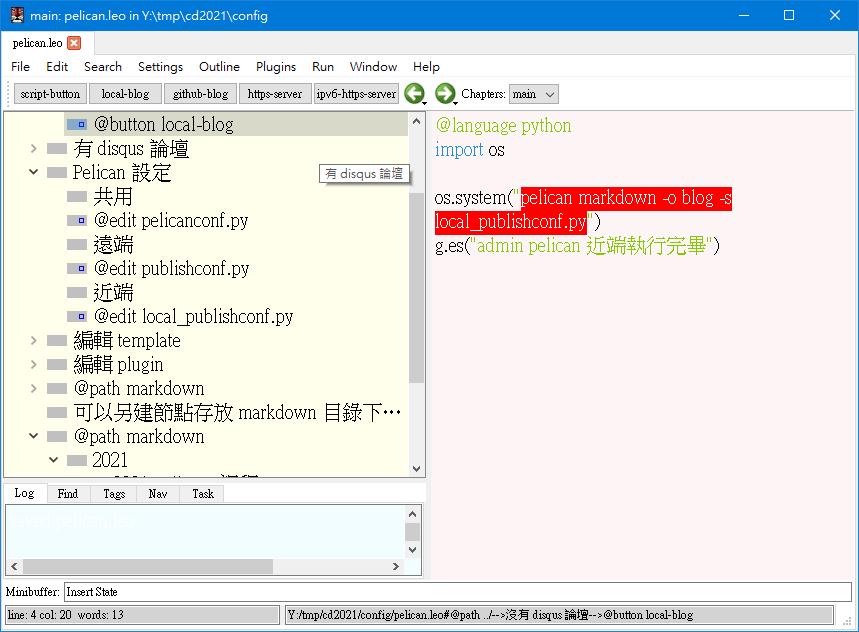 main: pelican.leo in Y:\tmp\cd2021\config
pelican.leo
File Edit Search Settings Outline Plugins Run Window Help
script-button local-blog github-blog https-server ipv6-https-server Chapters: main
@button local-blog
有 disqus 論壇
Pelican 設定
有 disqus 論壇
共用
@edit pelicanconf.py
遠端
@edit publishconf.py
近端
@edit local_publishconf.py
編輯 template
編輯 plugin
@path markdown
可以另建節點存放 markdown 目錄下…
@path markdown
2021
@language python
import os
os.system("pelican markdown -o blog -s
local_publishconf.py")
g.es("admin pelican 近端執行完畢")
Log Find Tags Nav Task
saved pelican.leo
Minibuffer: Insert State
line: 4 col: 20 words: 13
Y:/tmp/cd2021/config/pelican.leo#@path ../-->沒有 disqus 論壇-->@button local-blog